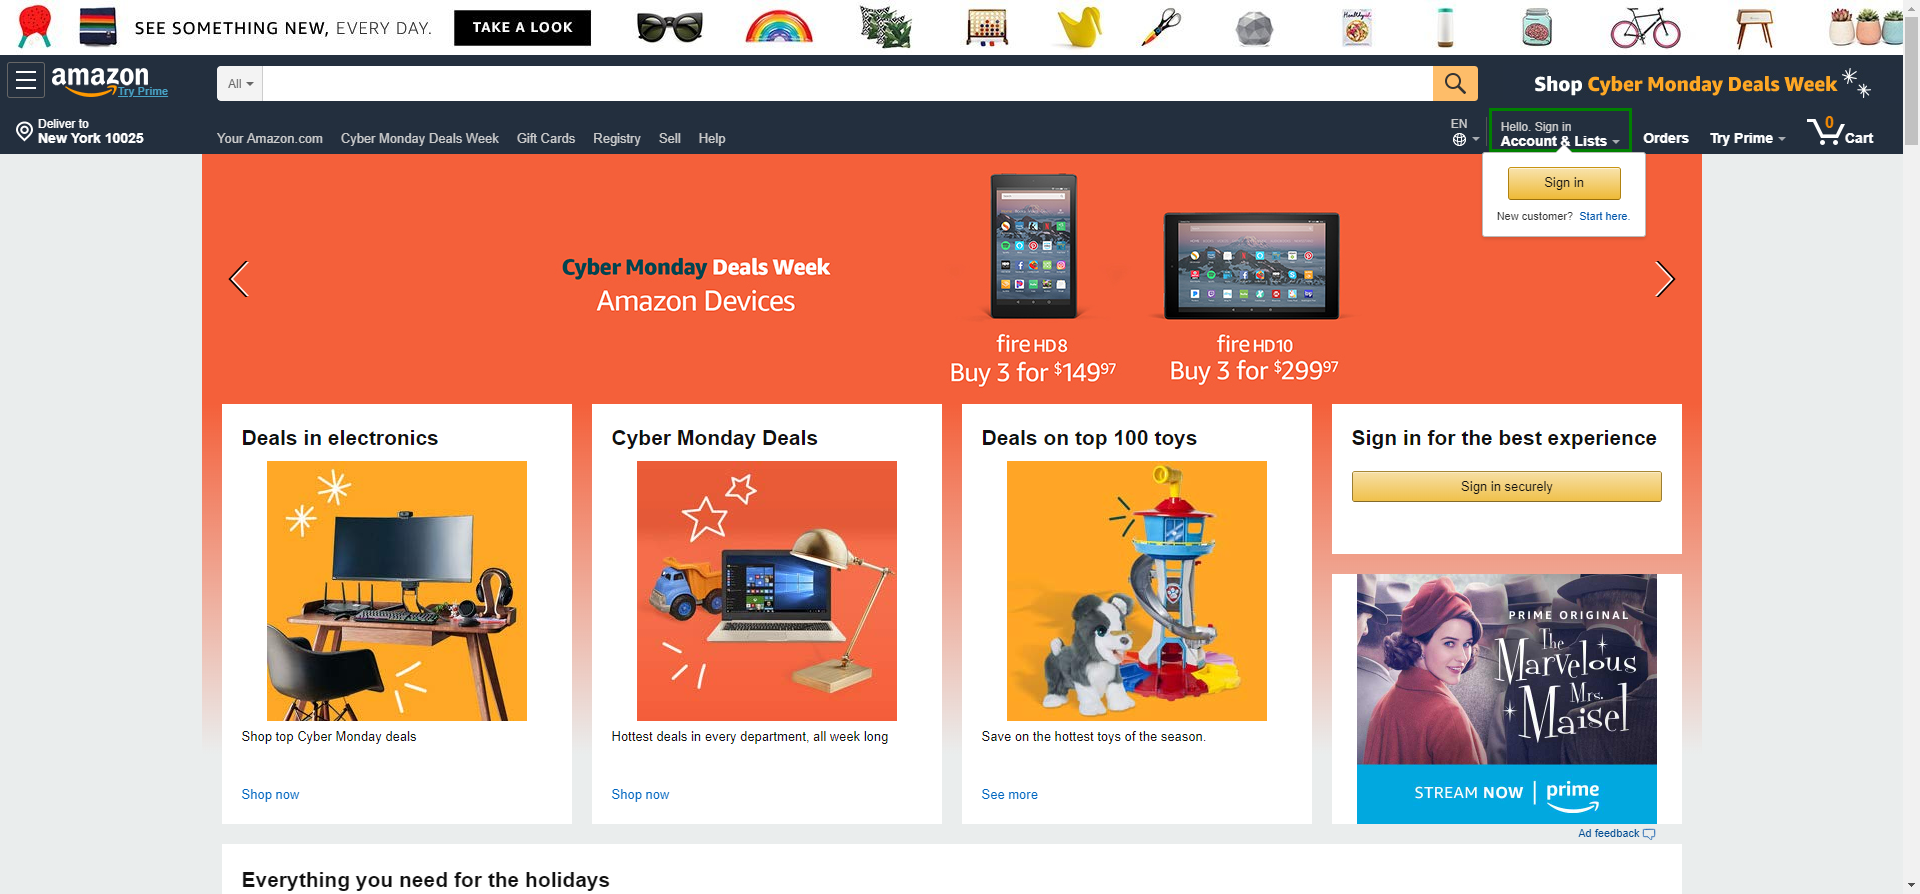 SEE SOMETHING NEW, EVERY DAY.
TAKE A LOOK
Healthyish
amazon
Try Prime
All
Shop Cyber Monday Deals Week
Deliver to
New York 10025
Your Amazon.com Cyber Monday Deals Week Gift Cards Registry Sell Help
EN
Hello. Sign in
Account & Lists
Orders
Try Prime
0
Cart
Sign in
New customer? Start here.
Cyber Monday Deals Week
Amazon Devices
fire HD8
Buy 3 for $149.97
fire HD10
Buy 3 for $299.97
Deals in electronics
Shop top Cyber Monday deals
Shop now
Cyber Monday Deals
Hottest deals in every department, all week long
Shop now
Deals on top 100 toys
Save on the hottest toys of the season.
See more
Sign in for the best experience
Sign in securely
PRIME ORIGINAL
The
Marvelous
Mrs.
Maisel
STREAM NOW | prime
Ad feedback
Everything you need for the holidays